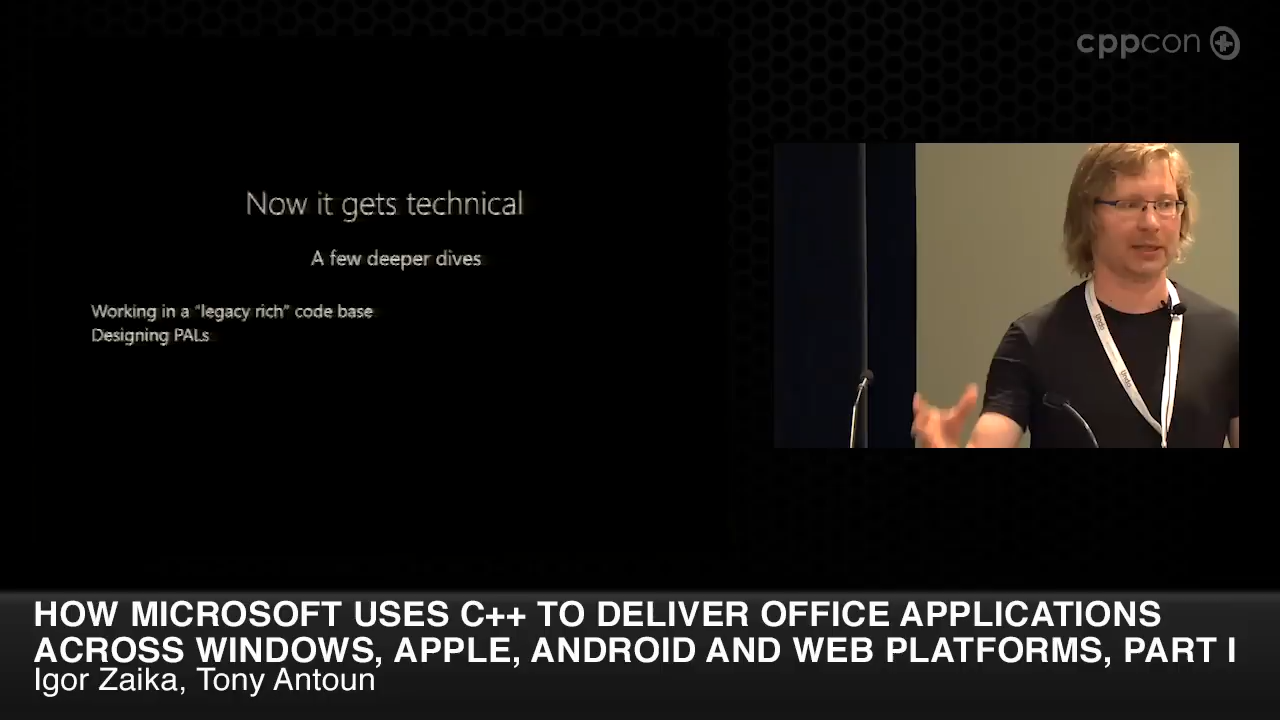 cppcon
Now it gets technical
A few deeper dives
Working in a “legacy rich” code base
Designing PALs
HOW MICROSOFT USES C++ TO DELIVER OFFICE APPLICATIONS
ACROSS WINDOWS, APPLE, ANDROID AND WEB PLATFORMS, PART I
Igor Zaika, Tony Antoun